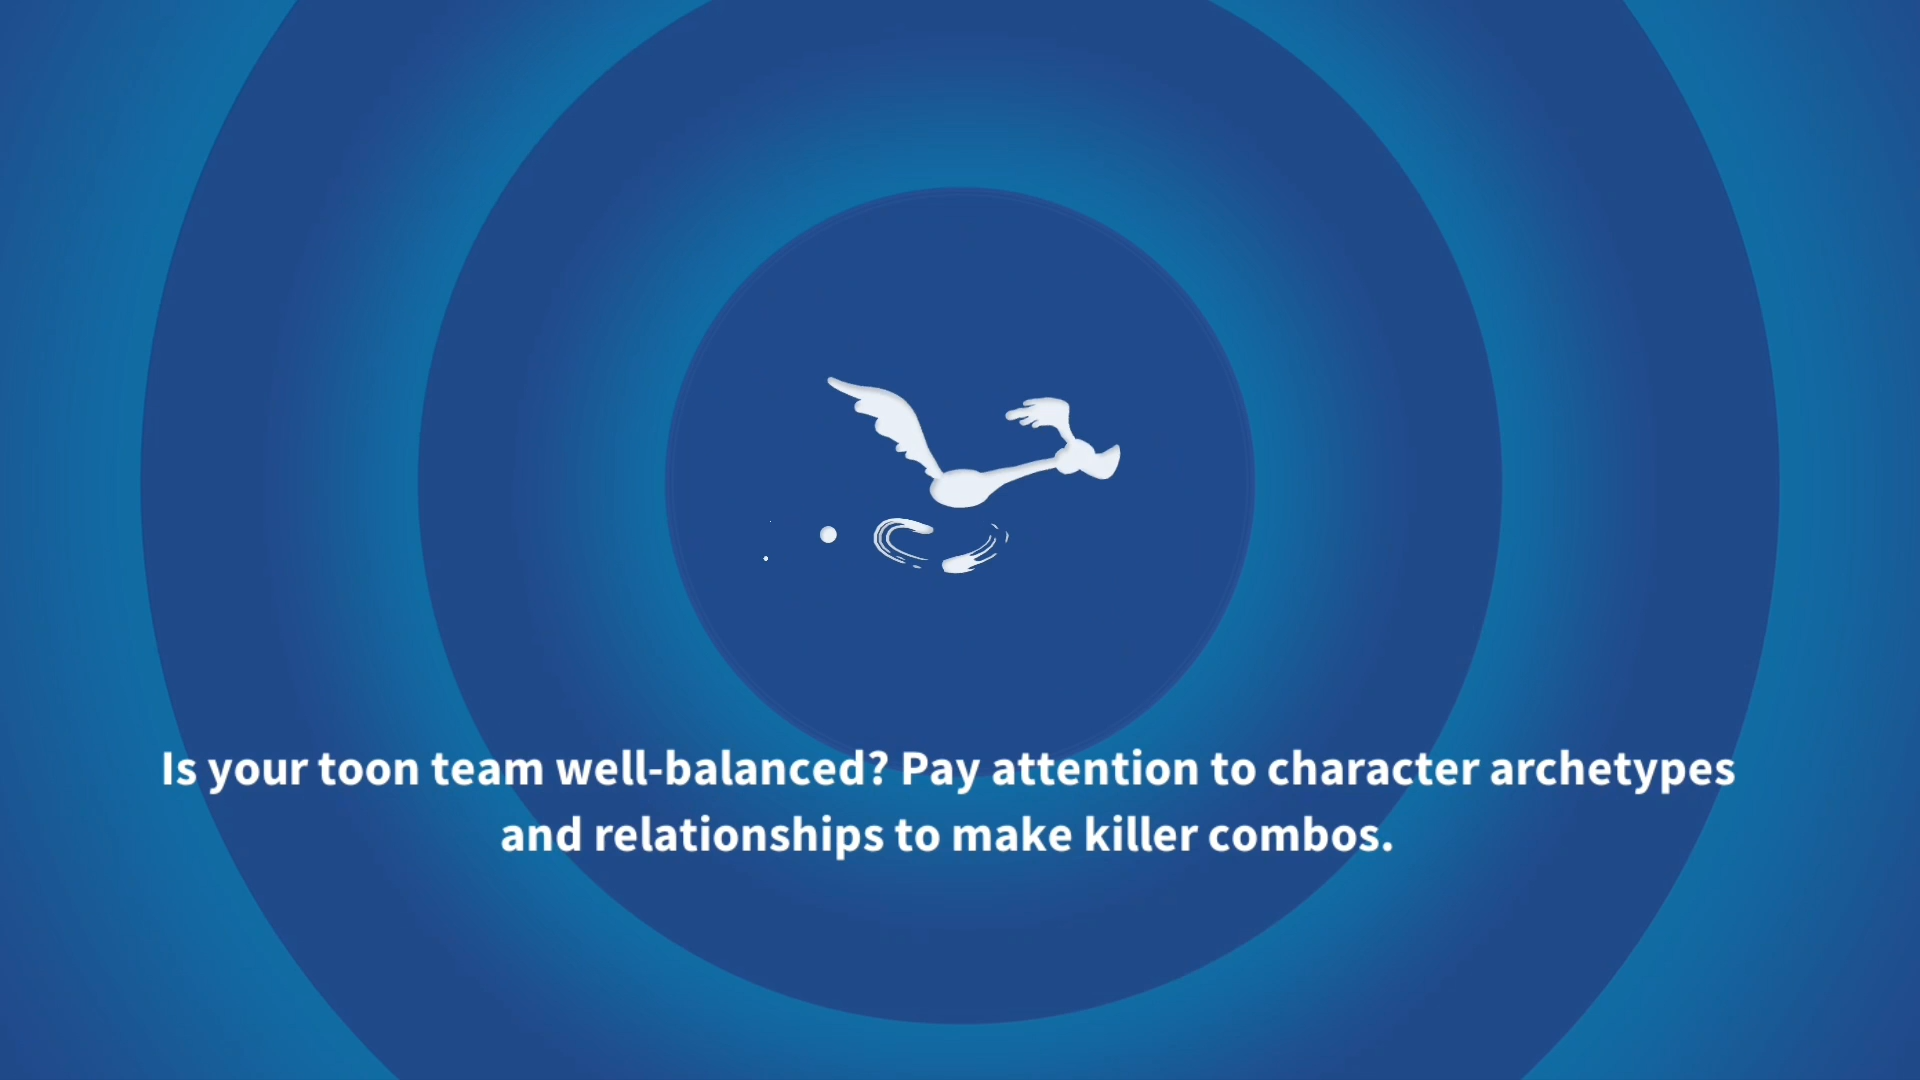 Is your toon team well-balanced? Pay attention to character archetypes
and relationships to make killer combos.